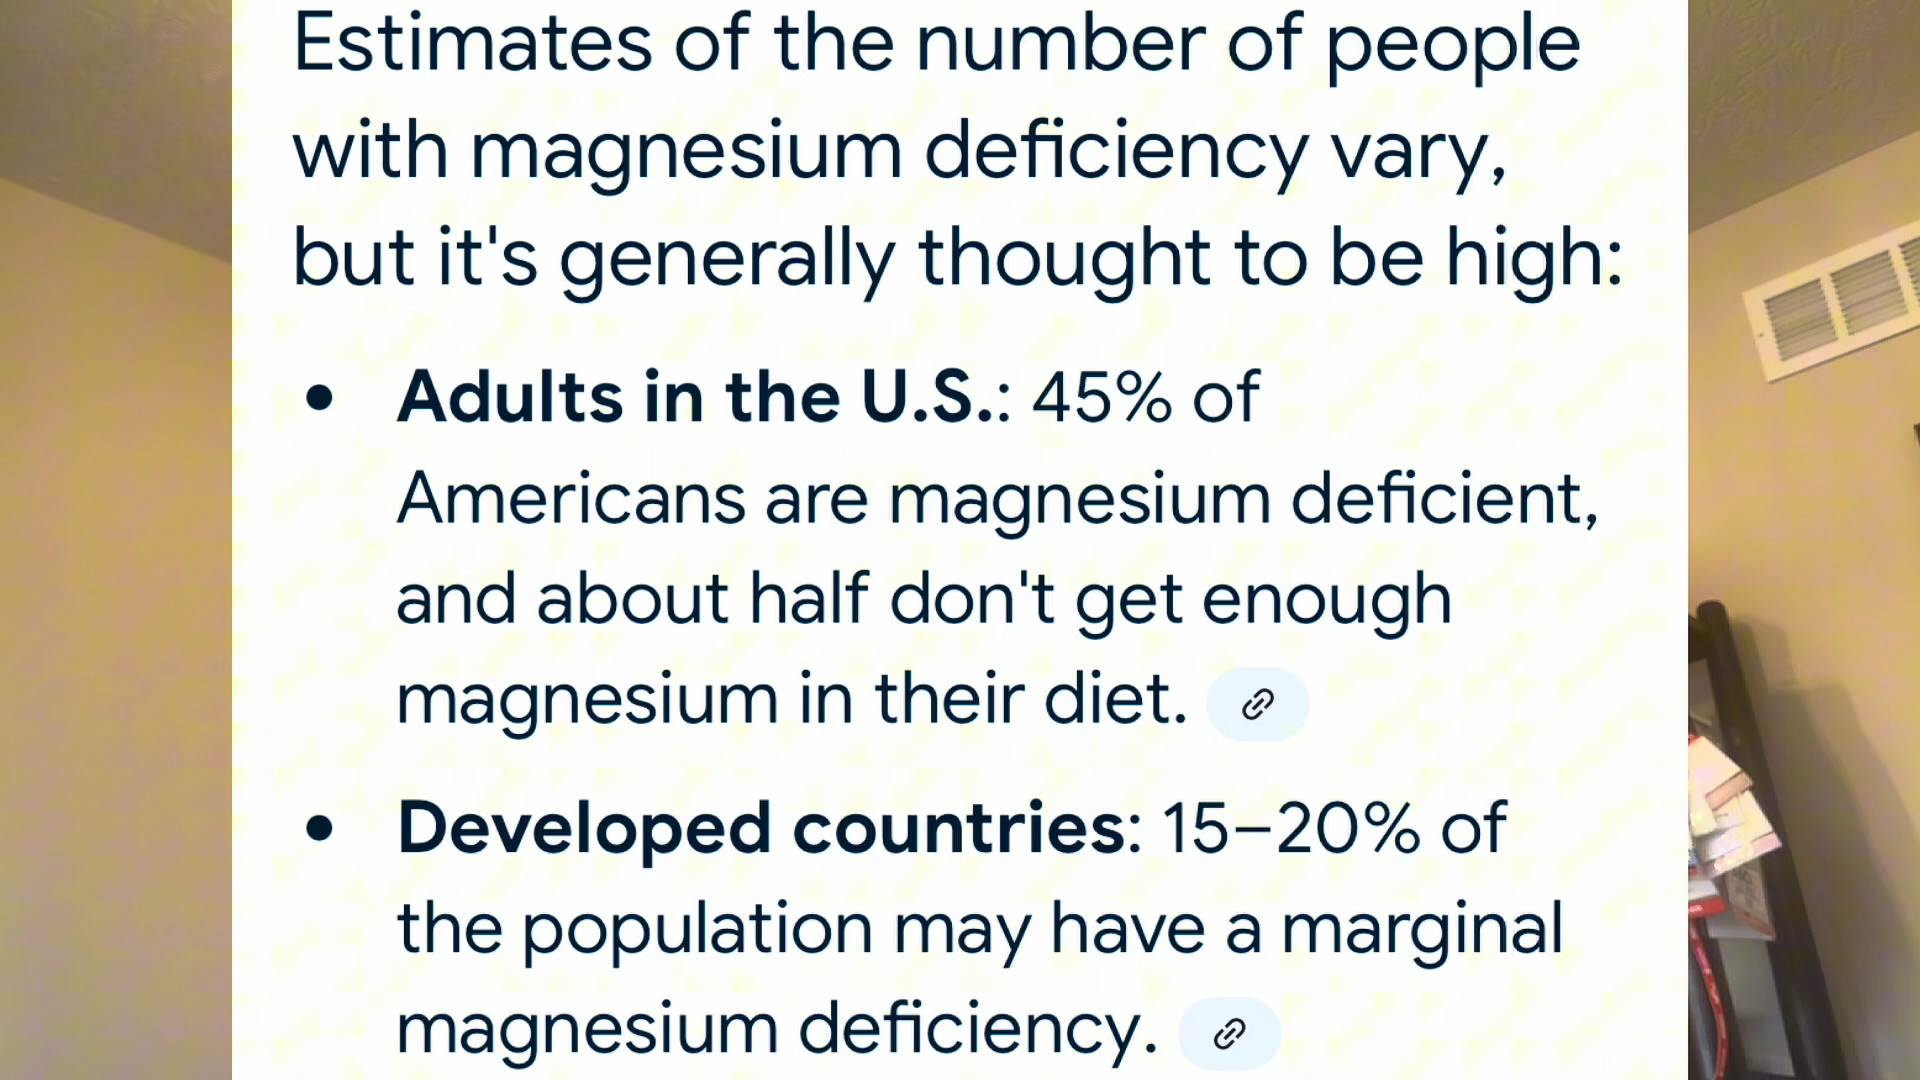 Estimates of the number of people
with magnesium deficiency vary,
but it's generally thought to be high:
• Adults in the U.S.: 45% of
Americans are magnesium deficient,
and about half don't get enough
magnesium in their diet.
• Developed countries: 15–20% of
the population may have a marginal
magnesium deficiency.